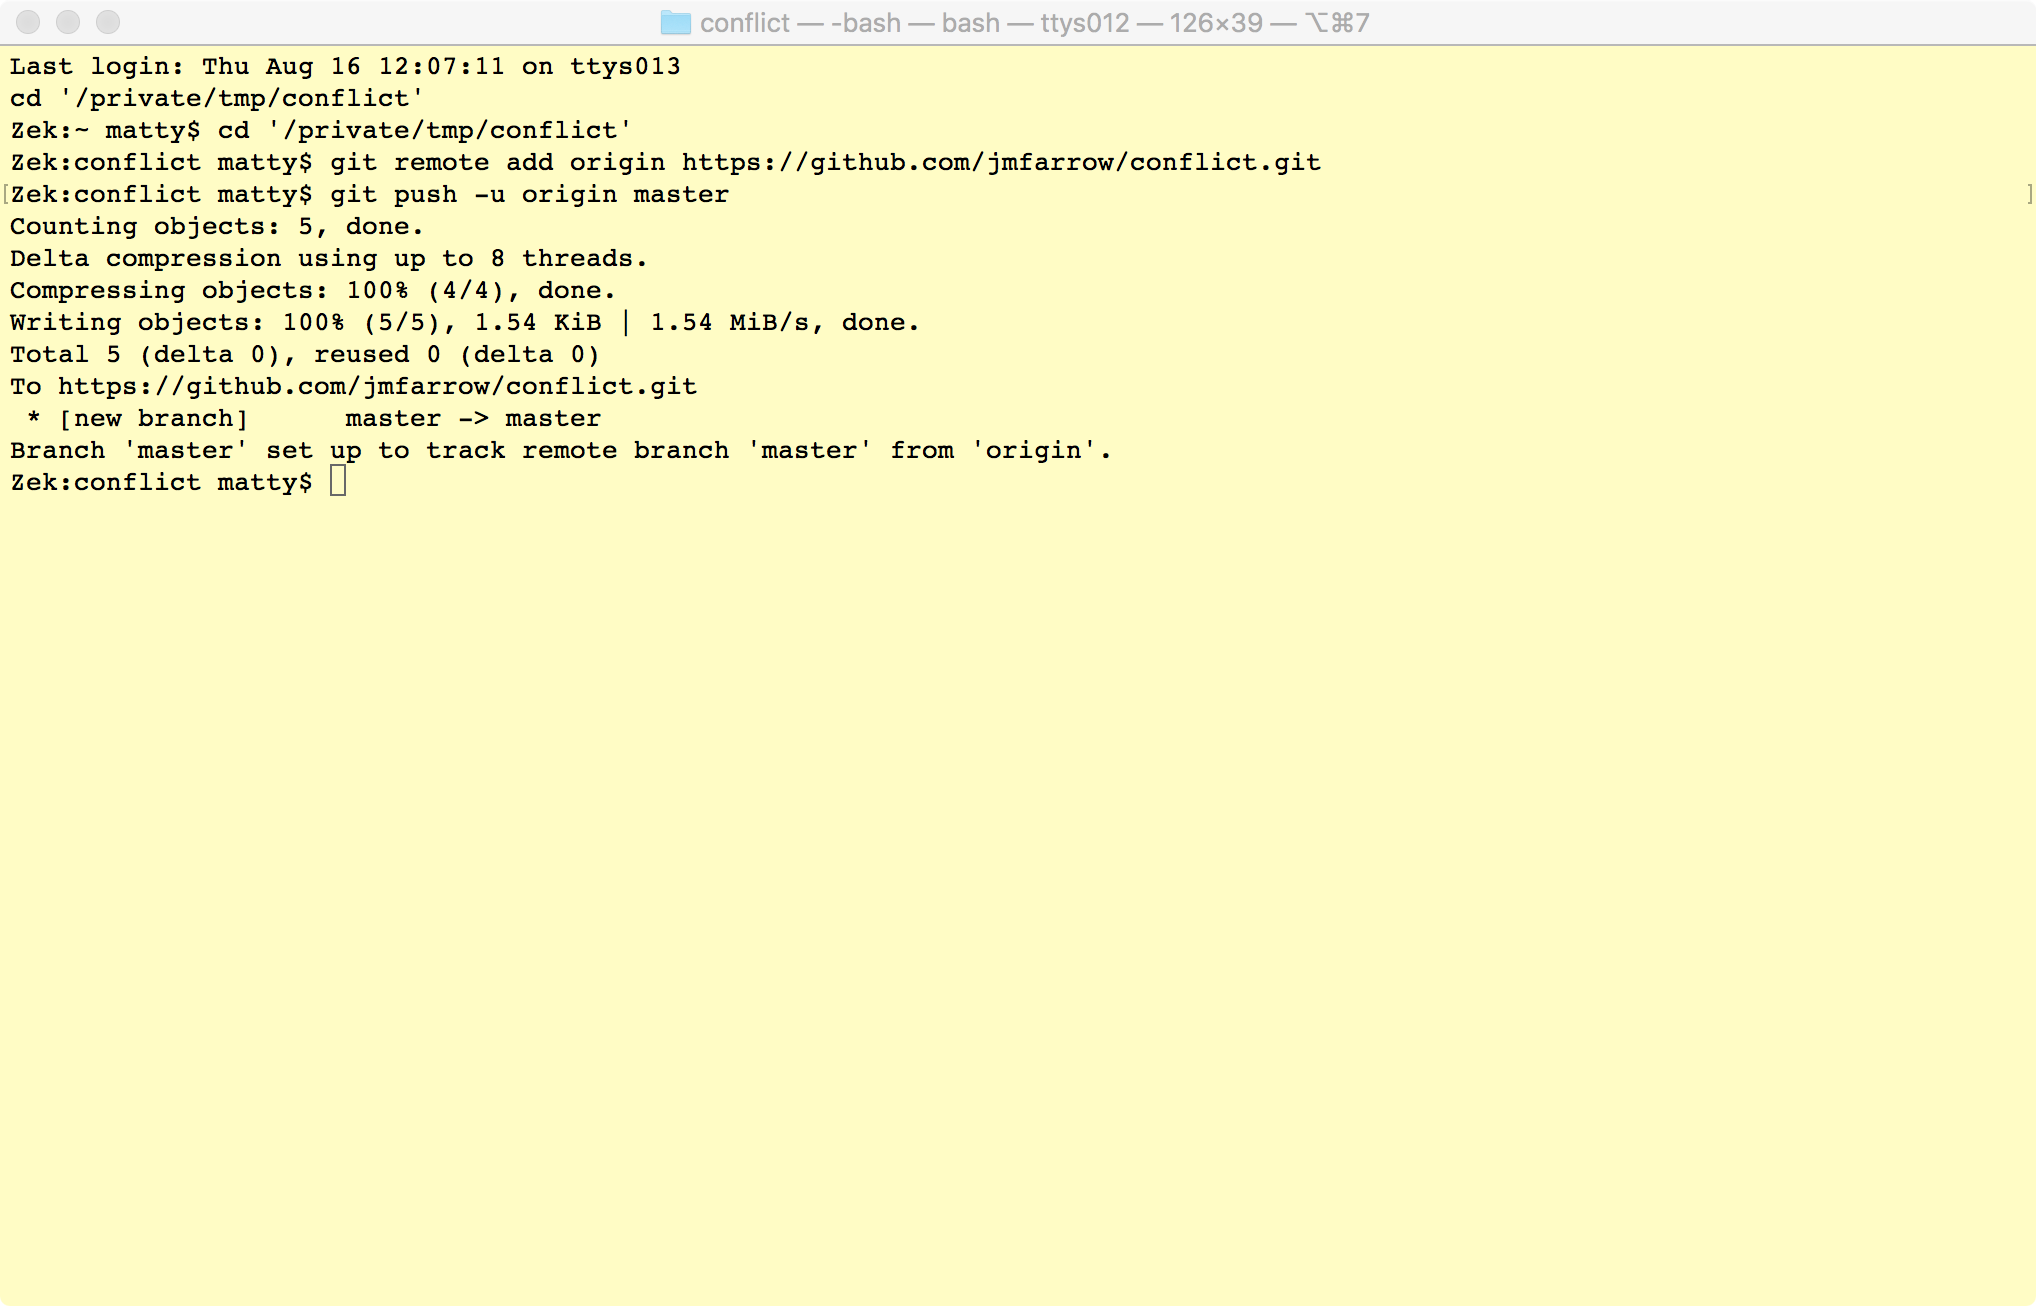 conflict — -bash — bash — ttys012 — 126×39 — ⌥⌘7
Last login: Thu Aug 16 12:07:11 on ttys013
cd '/private/tmp/conflict'
Zek:~ matty$ cd '/private/tmp/conflict'
Zek:conflict matty$ git remote add origin https://github.com/jmfarrow/conflict.git
[Zek:conflict matty$ git push -u origin master ]
Counting objects: 5, done.
Delta compression using up to 8 threads.
Compressing objects: 100% (4/4), done.
Writing objects: 100% (5/5), 1.54 KiB | 1.54 MiB/s, done.
Total 5 (delta 0), reused 0 (delta 0)
To https://github.com/jmfarrow/conflict.git
 * [new branch]      master -> master
Branch 'master' set up to track remote branch 'master' from 'origin'.
Zek:conflict matty$